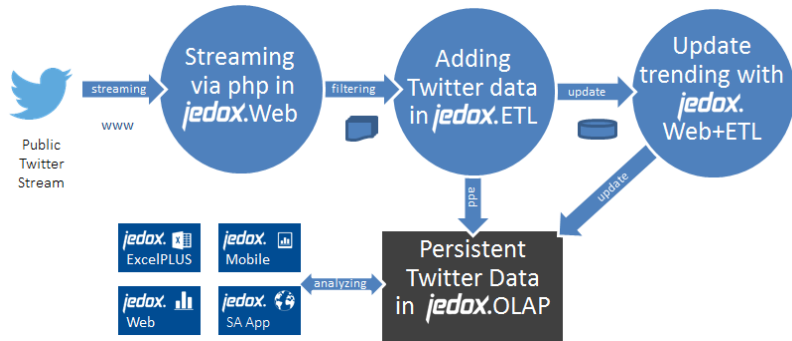 Public
Twitter
Stream
streaming
www
Streaming
via php in
jedox.Web
filtering
Adding
Twitter data
in jedox.ETL
update
Update
trending with
jedox.
Web+ETL
add
update
Persistent
Twitter Data
in jedox.OLAP
analyzing
jedox.
ExcelPLUS
jedox.
Mobile
jedox.
Web
jedox.
SA App